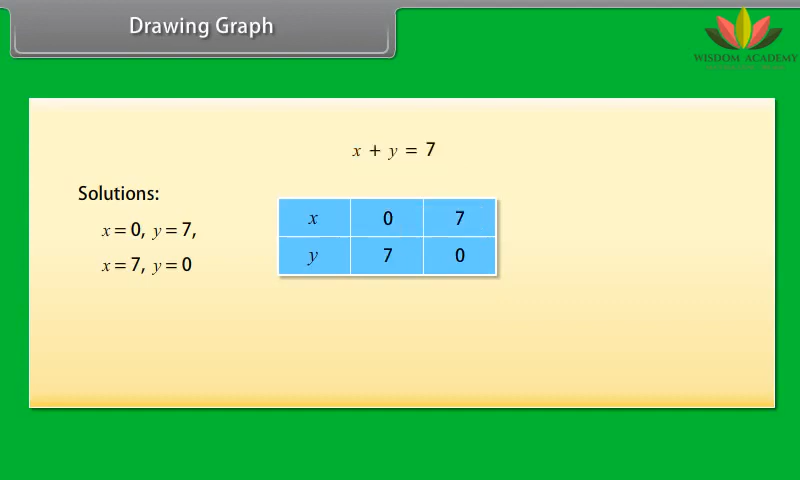 Drawing Graph
WISDOM ACADEMY
x + y = 7
Solutions:
x = 0, y = 7,
x = 7, y = 0
x 0 7
y 7 0